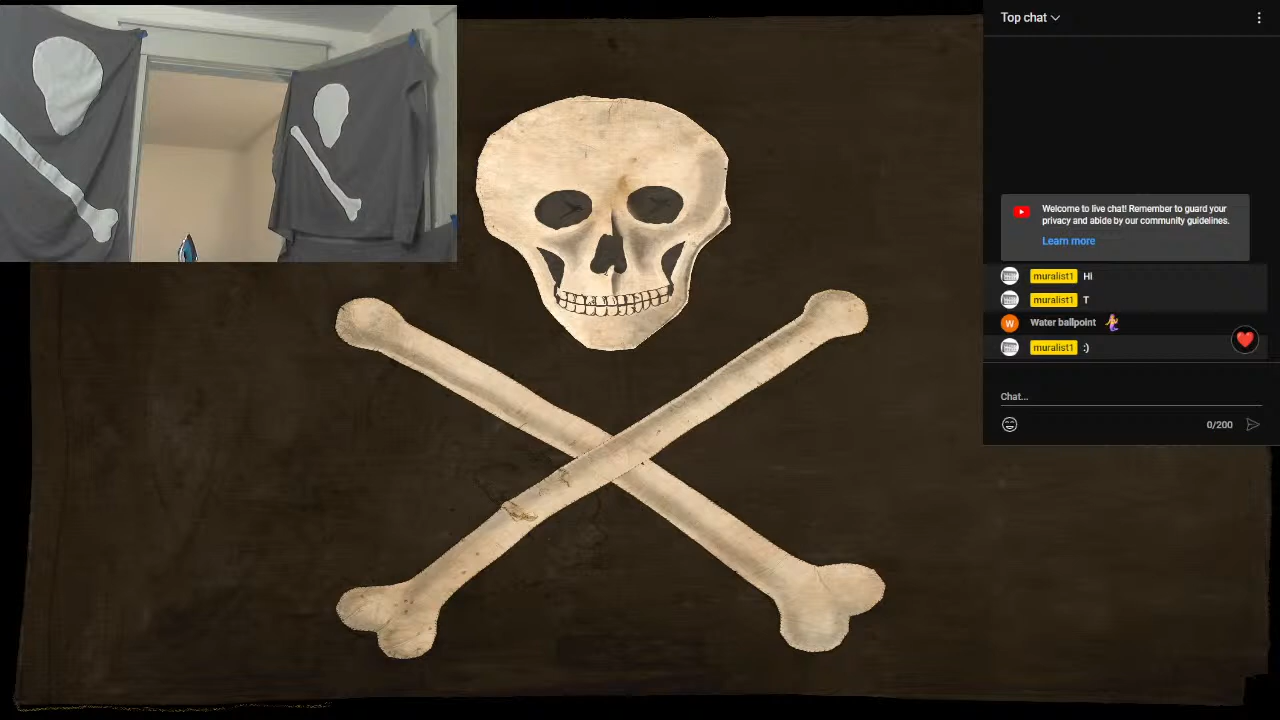 Top chat
Welcome to live chat! Remember to guard your
privacy and abide by our community guidelines.
Learn more
muralist1 HI
muralist1 T
W Water ballpoint
muralist1 :)
Chat...
0/200